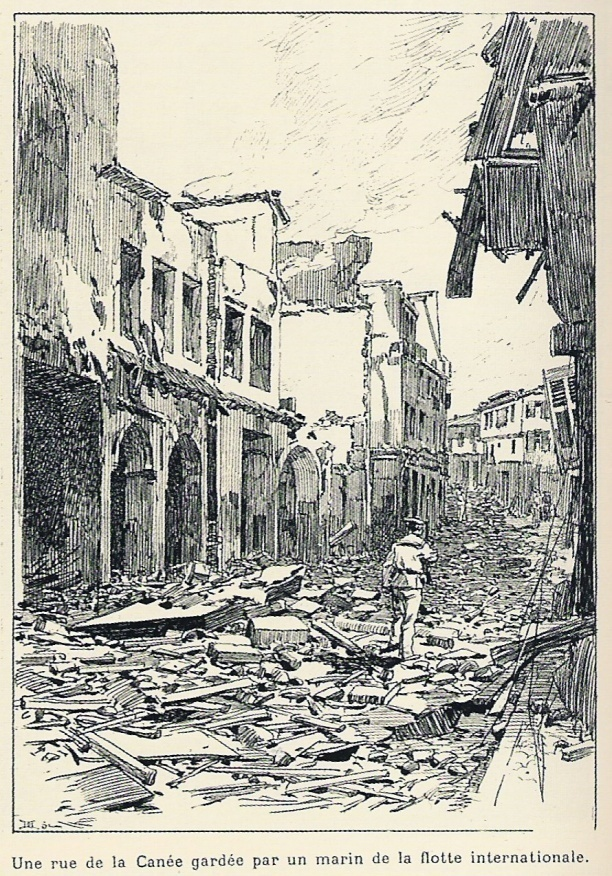 Une rue de la Canée gardée par un marin de la flotte internationale.